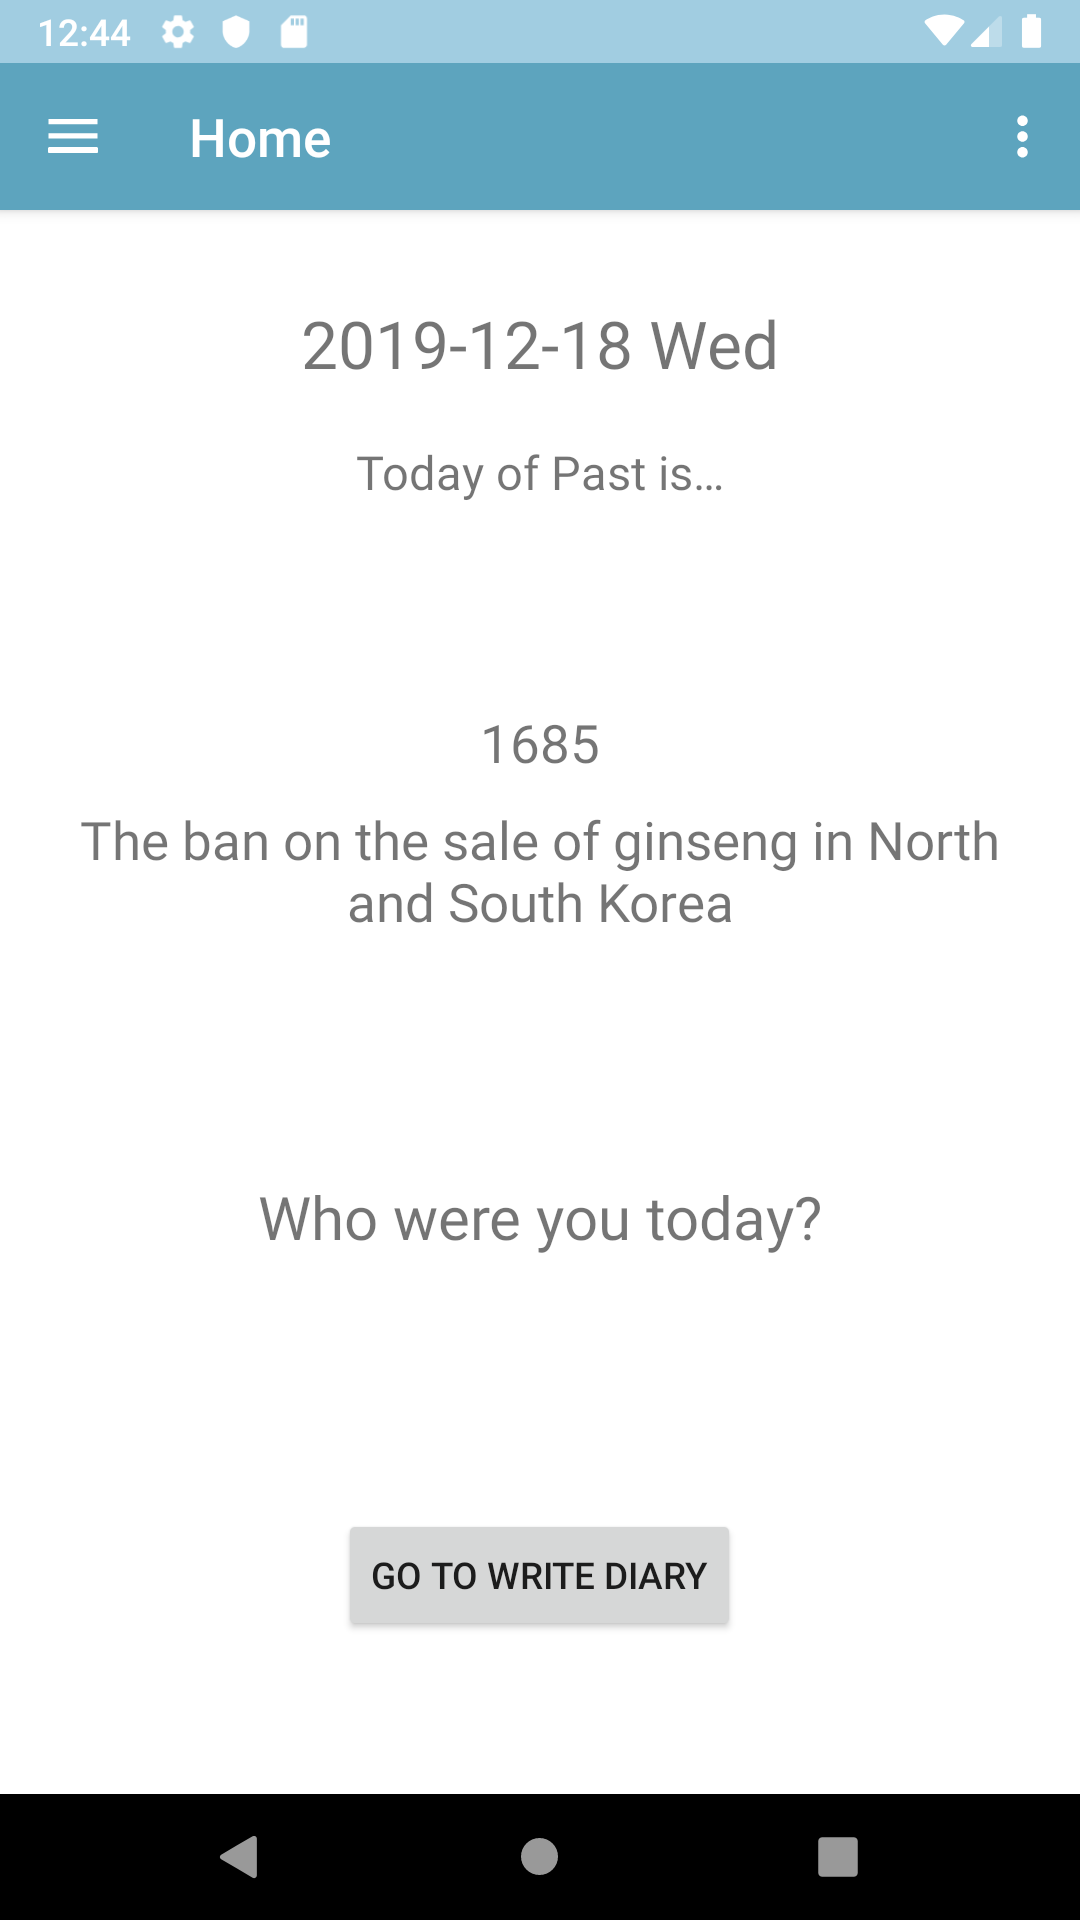 12:44
Home
2019-12-18 Wed
Today of Past is...
1685
The ban on the sale of ginseng in North
and South Korea
Who were you today?
GO TO WRITE DIARY